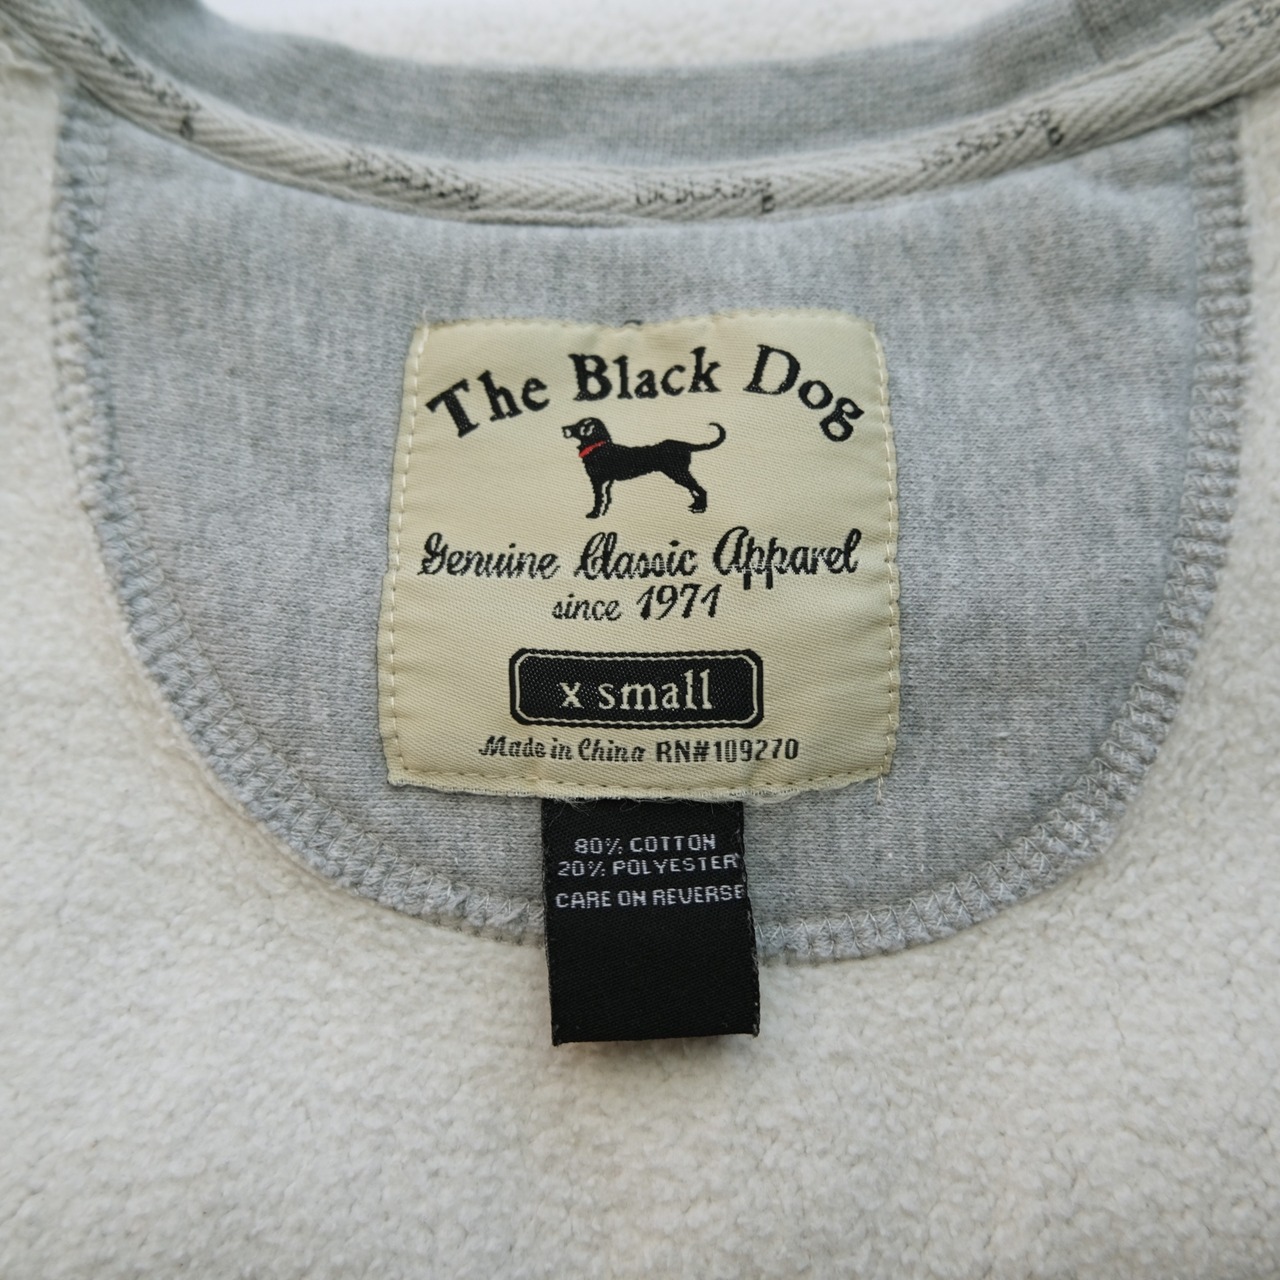 The Black Dog
Genuine Classic Apparel
since 1971
x small
Made in China RN#109270
80% COTTON
20% POLYESTER
CARE ON REVERSE